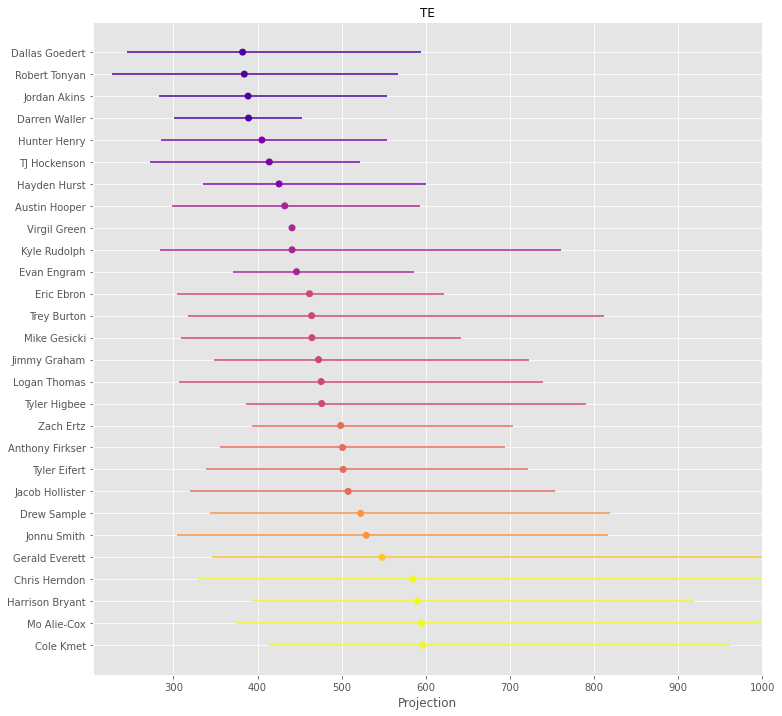 TE
Dallas Goedert
Robert Tonyan
Jordan Akins
Darren Waller
Hunter Henry
TJ Hockenson
Hayden Hurst
Austin Hooper
Virgil Green
Kyle Rudolph
Evan Engram
Eric Ebron
Trey Burton
Mike Gesicki
Jimmy Graham
Logan Thomas
Tyler Higbee
Zach Ertz
Anthony Firkser
Tyler Eifert
Jacob Hollister
Drew Sample
Jonnu Smith
Gerald Everett
Chris Herndon
Harrison Bryant
Mo Alie-Cox
Cole Kmet
300 400 500 600 700 800 900 1000
Projection